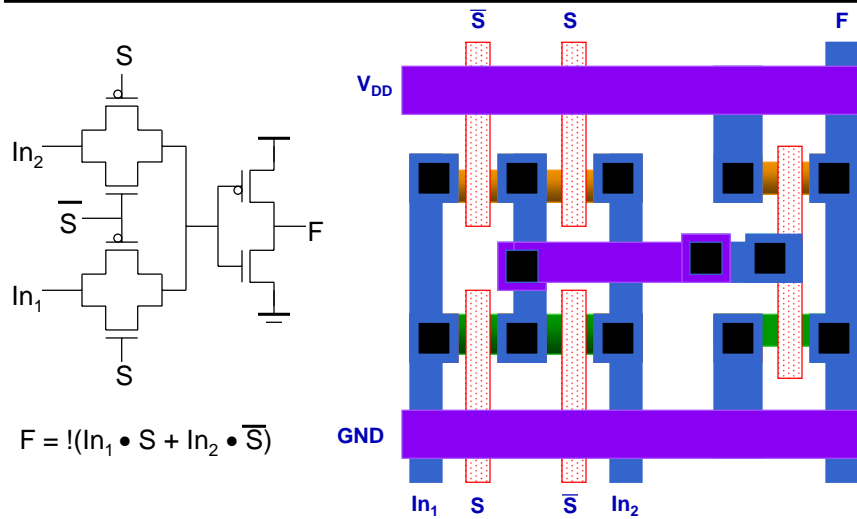 S
In₂
S̅
In₁
S
F
F = !(In₁ • S + In₂ • S̅)
S̅ S F
V_DD
GND
In₁ S S̅ In₂